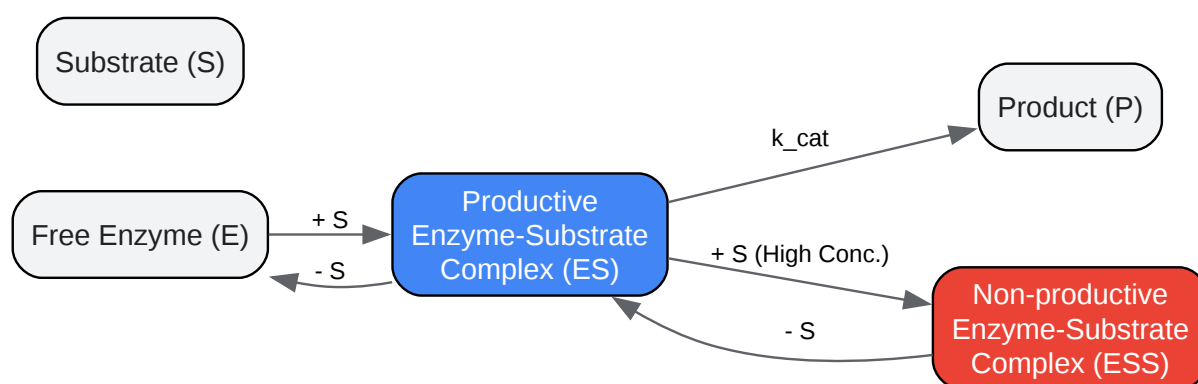 Substrate (S)
Product (P)
k_cat
Free Enzyme (E)
+ S
- S
Productive
Enzyme-Substrate
Complex (ES)
+ S (High Conc.)
- S
Non-productive
Enzyme-Substrate
Complex (ESS)